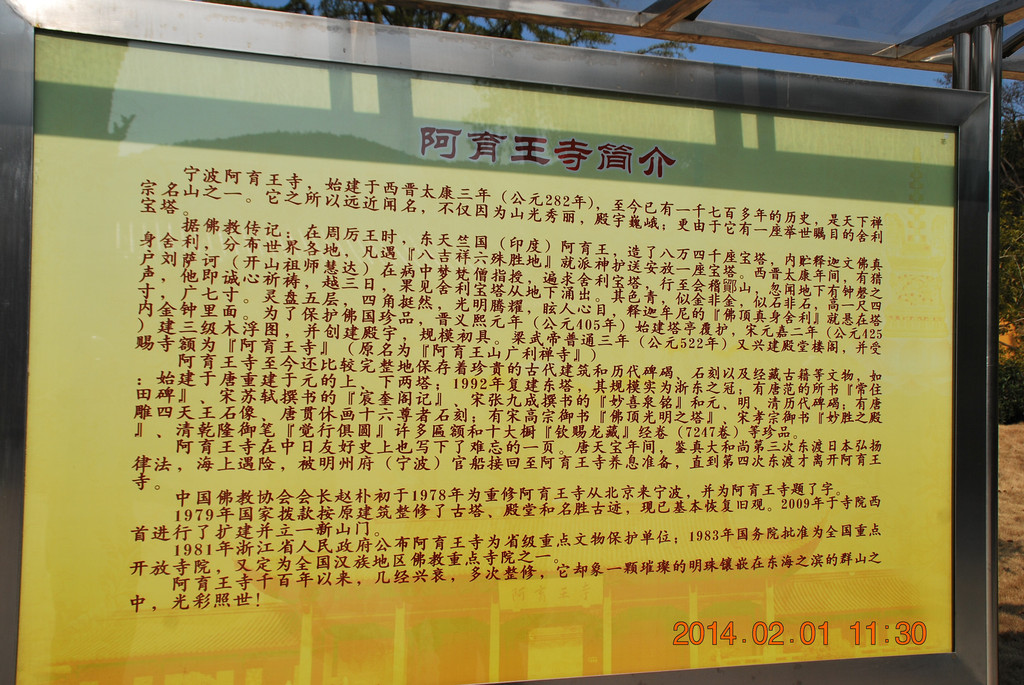 阿育王寺简介
宁波阿育王寺，始建于西晋太康三年（公元282年），至今已有一千七百多年的历史，是天下禅
宗名山之一。它之所以远近闻名，不仅因为山光秀丽，殿宇巍峨；更由于它有一座举世瞩目的舍利
宝塔。
据佛教传记：在周厉王时，东天竺国（印度）阿育王，造了八万四千座宝塔，内贮释迦文佛真
身舍利，分布世界各地，凡遇『八吉祥六殊胜地』就派神护送安放一座宝塔。西晋太康年间，有猎
户刘萨诃（开山祖师慧达）在病中梦梵僧指授，遍求舍利宝塔，行至会稽鄮山，忽闻地下有钟磬之
声，他即诚心祈祷，越三日，果见舍利宝塔从地下涌出。其色青，似金非金，似石非石，高一尺四
寸，广七寸。灵盘五层，四角挺然，光明腾耀，眩人心目，释迦牟尼的『佛顶真身舍利』就悬在塔
内金钟里面。为了保护佛国珍品，晋义熙元年（公元405年）始建塔亭覆护，宋元嘉二年（公元425
）建三级木浮图，并创建殿宇，规模初具。梁武帝普通三年（公元522年）又兴建殿堂楼阁，并受
赐寺额为『阿育王寺』（原名为『阿育王山广利禅寺』）
阿育王寺至今还比较完整地保存着珍贵的古代建筑和历代碑碣、石刻以及经藏古籍等文物，如
：始建于唐重建于元的上、下两塔；1992年复建东塔，其规模实为浙东之冠；有唐范的所书『常住
田碑』、宋苏轼撰书的『宸奎阁记』、宋张九成撰书的『妙喜泉铭』和元、明、清历代碑碣；有唐
雕四天王石像、唐贯休画十六尊者石刻；有宋高宗御书『佛顶光明之塔』、宋孝宗御书『妙胜之殿
』、清乾隆御笔『觉行俱圆』许多匾额和十大橱『钦赐龙藏』经卷（7247卷）等珍品。
阿育王寺在中日友好史上也写下了难忘的一页。唐天宝年间，鉴真大和尚第三次东渡日本弘扬
律法，海上遇险，被明州府（宁波）官船接回至阿育王寺养息准备，直到第四次东渡才离开阿育王
寺。
中国佛教协会会长赵朴初于1978年为重修阿育王寺从北京来宁波，并为阿育王寺题了字。
1979年国家拨款按原建筑整修了古塔、殿堂和名胜古迹，现已基本恢复旧观。2009年于寺院西
首进行了扩建并立一新山门。
1981年浙江省人民政府公布阿育王寺为省级重点文物保护单位；1983年国务院批准为全国重点
开放寺院，又定为全国汉族地区佛教重点寺院之一。
阿育王寺千百年以来，几经兴衰，多次整修，它却象一颗璀璨的明珠镶嵌在东海之滨的群山之
中，光彩照世！
阿育王寺
2014.02.01 11:30